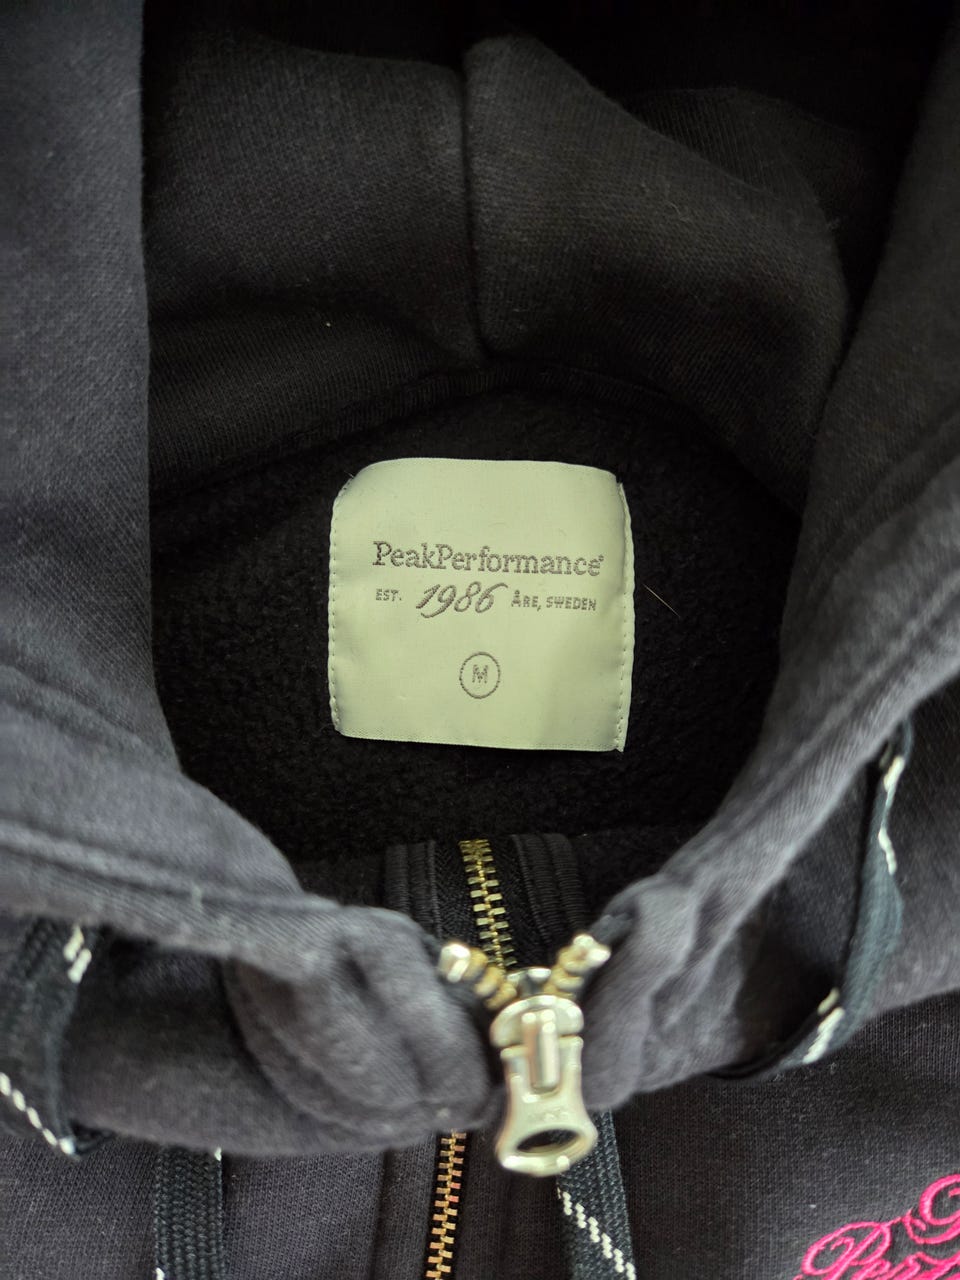 PeakPerformance®
EST. 1986 ÅRE, SWEDEN
M